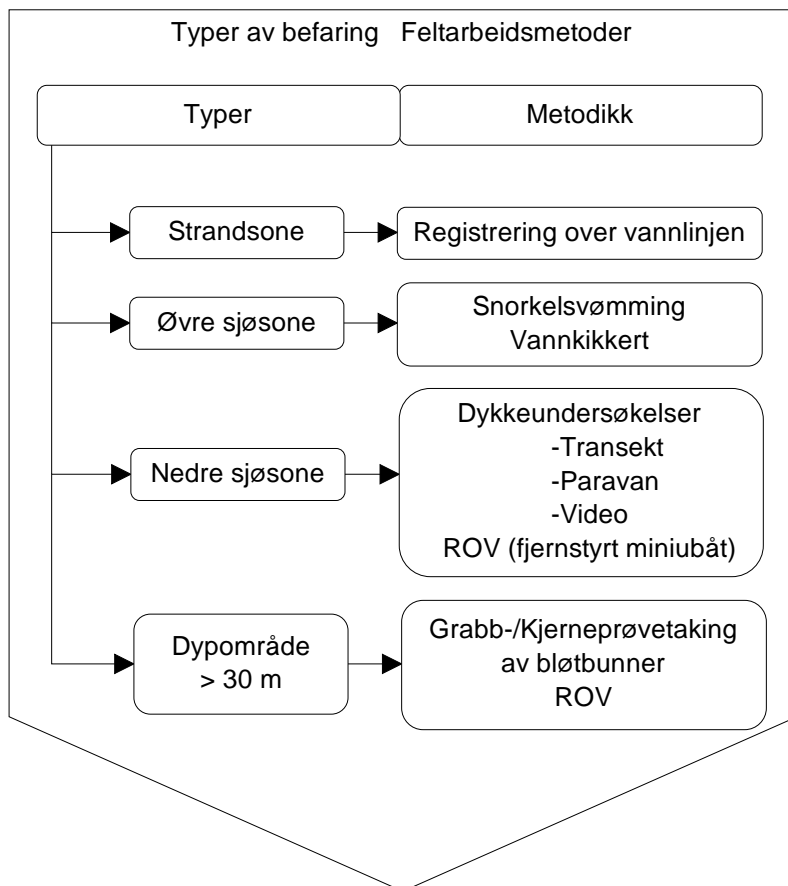 Typer av befaring Feltarbeidsmetoder
Typer
Metodikk
Strandsone
Registrering over vannlinjen
Øvre sjøsone
Snorkelsvømming
Vannkikkert
Nedre sjøsone
Dykkeundersøkelser
-Transekt
-Paravan
-Video
ROV (fjernstyrt miniubåt)
Dypområde
> 30 m
Grabb-/Kjerneprøvetaking
av bløtbunner
ROV